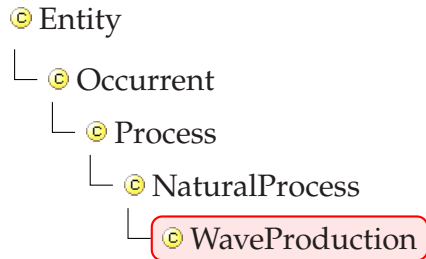 Entity
Occurrent
Process
NaturalProcess
WaveProduction